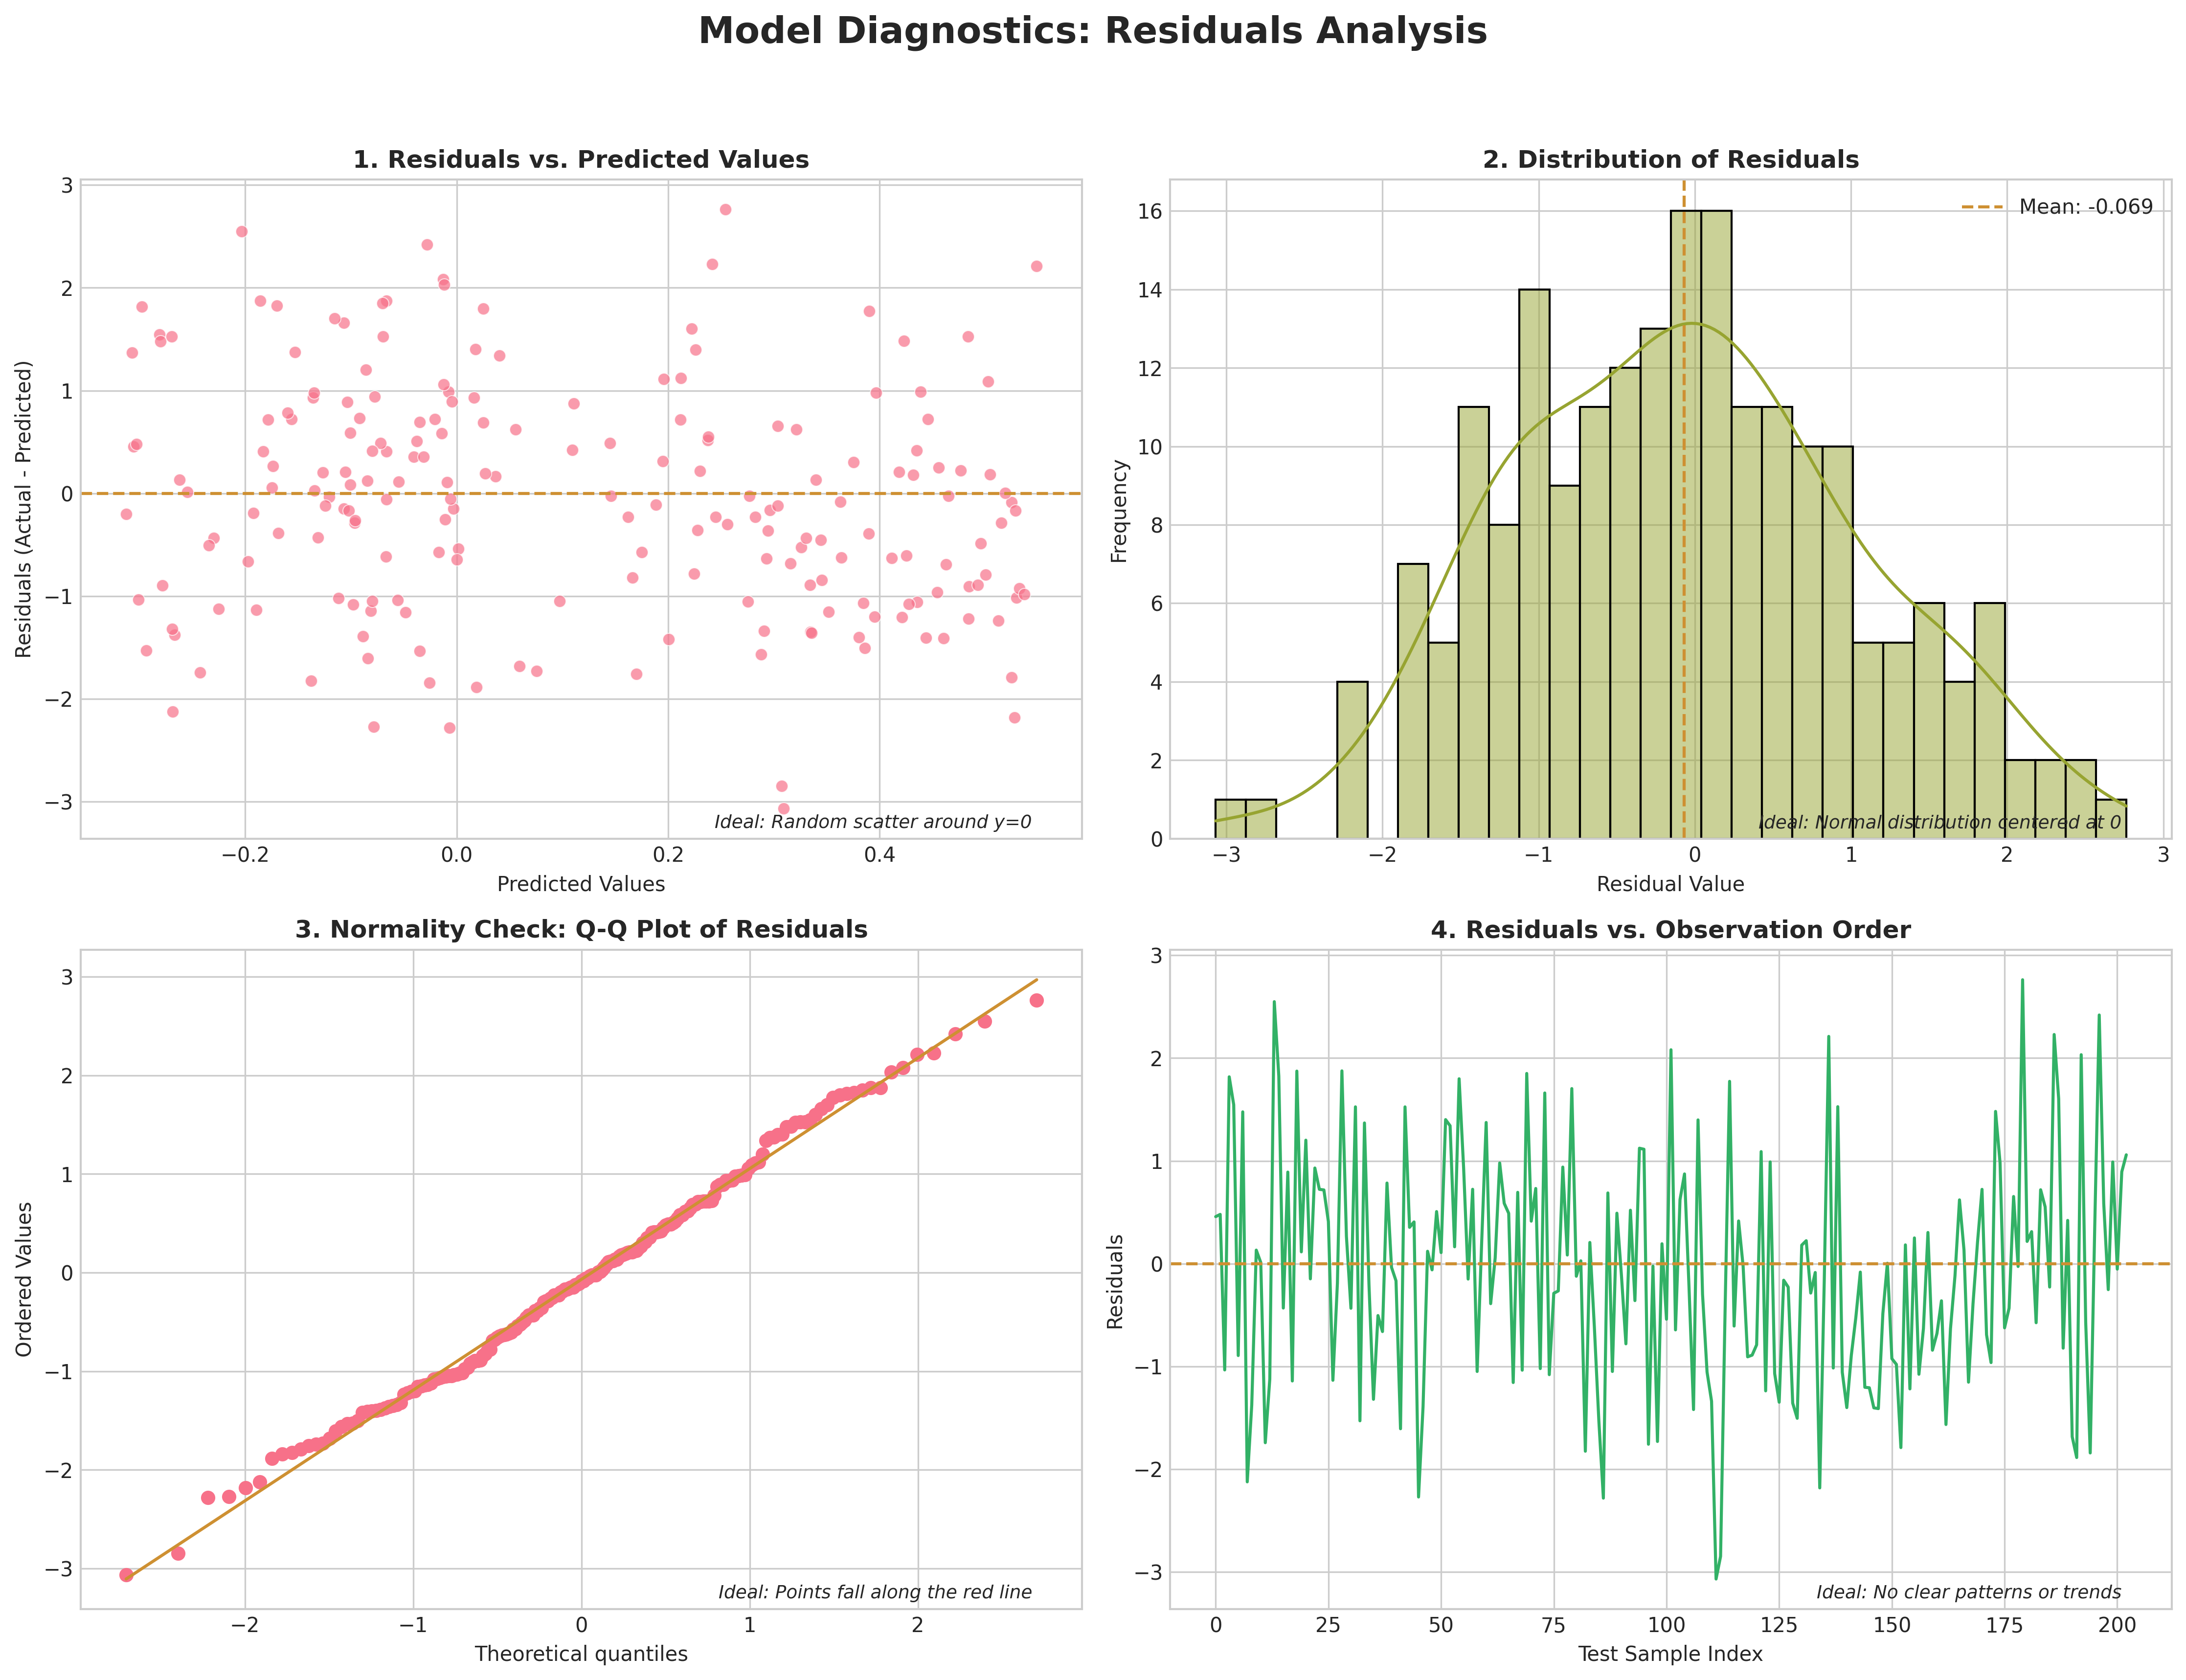 Model Diagnostics: Residuals Analysis
1. Residuals vs. Predicted Values
3
2
1
0
−1
−2
−3
Residuals (Actual - Predicted)
Ideal: Random scatter around y=0
−0.2 0.0 0.2 0.4
Predicted Values
2. Distribution of Residuals
Mean: -0.069
16
14
12
10
8
6
4
2
0
Frequency
Ideal: Normal distribution centered at 0
−3 −2 −1 0 1 2 3
Residual Value
3. Normality Check: Q-Q Plot of Residuals
3
2
1
0
−1
−2
−3
Ordered Values
Ideal: Points fall along the red line
−2 −1 0 1 2
Theoretical quantiles
4. Residuals vs. Observation Order
3
2
1
0
−1
−2
−3
Residuals
Ideal: No clear patterns or trends
0 25 50 75 100 125 150 175 200
Test Sample Index